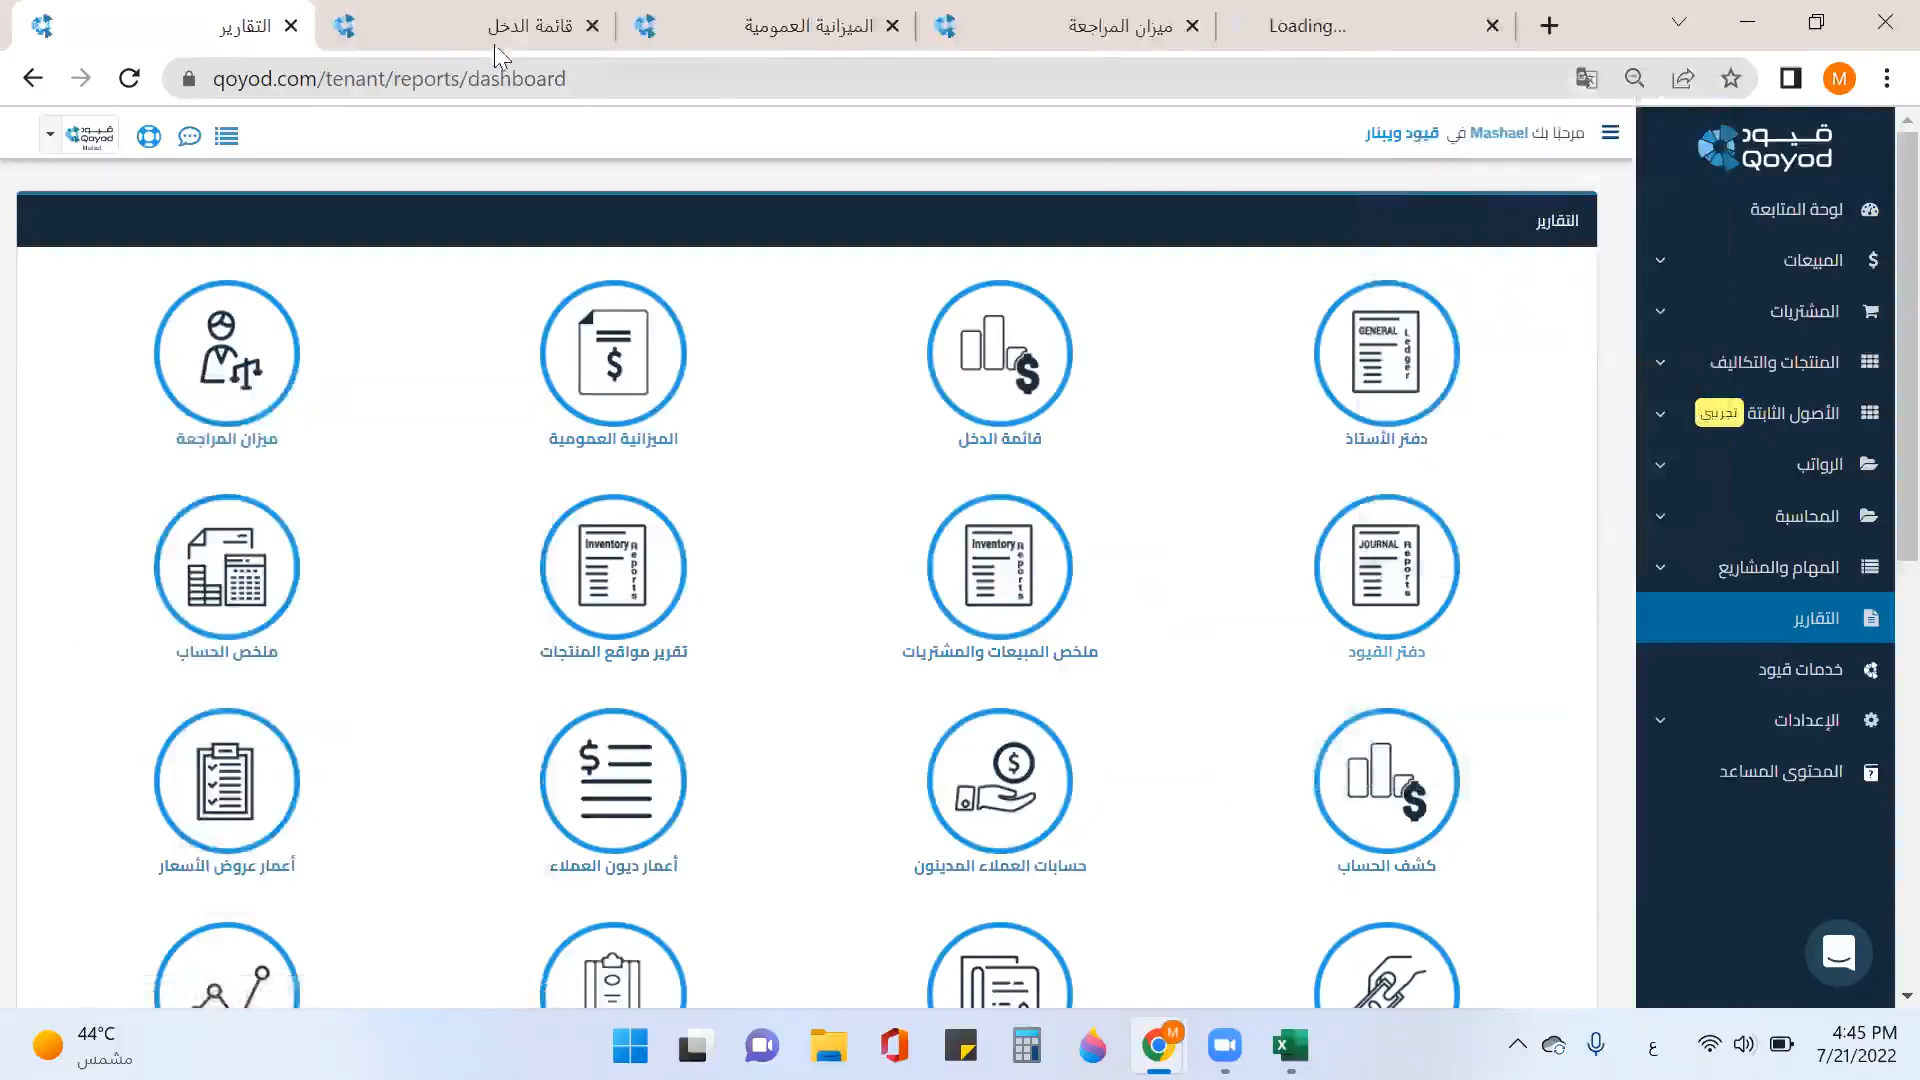 التقارير
قائمة الدخل
الميزانية العمومية
ميزان المراجعة
Loading...
qoyod.com/tenant/reports/dashboard
M
قيود
Qoyod
مرحبًا بك Mashael في قيود ويبنار
قيود
Qoyod
لوحة المتابعة
المبيعات
المشتريات
المنتجات والتكاليف
الأصول الثابتة تجريبي
الرواتب
المحاسبة
المهام والمشاريع
التقارير
خدمات قيود
الإعدادات
المحتوى المساعد
التقارير
GENERAL Ledger
دفتر الأستاذ
قائمة الدخل
الميزانية العمومية
ميزان المراجعة
JOURNAL Reports
دفتر القيود
Inventory Reports
ملخص المبيعات والمشتريات
Inventory Reports
تقرير مواقع المنتجات
ملخص الحساب
كشف الحساب
حسابات العملاء المدينون
أعمار ديون العملاء
أعمار عروض الأسعار
44°C
مشمس
M
ع
4:45 PM
7/21/2022